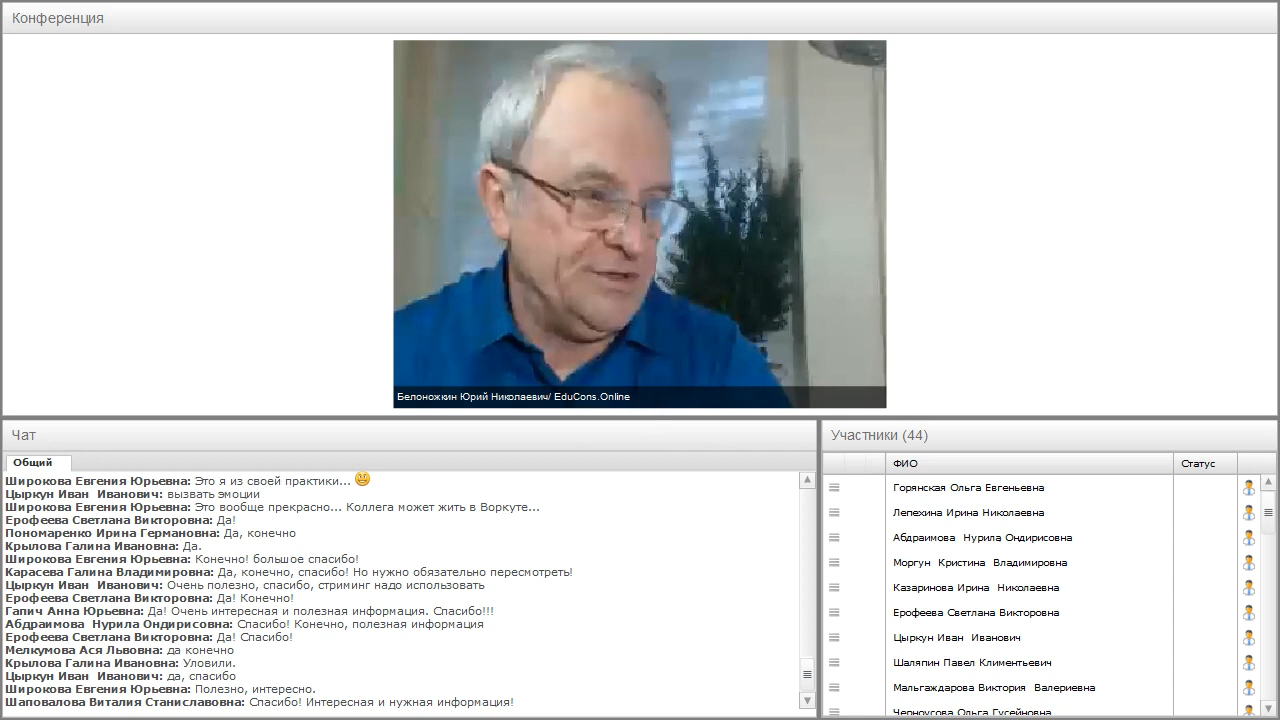 Конференция
Белоножкин Юрий Николаевич/ EduCons.Online
Чат
Общий
Широкова Евгения Юрьевна: Это я из своей практики...
Цыркун Иван Иванович: вызвать эмоции
Широкова Евгения Юрьевна: Это вообще прекрасно... Коллега может жить в Воркуте...
Ерофеева Светлана Викторовна: Да!
Пономаренко Ирина Германовна: Да, конечно
Крылова Галина Ивановна: Да.
Широкова Евгения Юрьевна: Конечно! большое спасибо!
Карасева Галина Владимировна: Да, конечно, спасибо! Но нужно обязательно пересмотреть!
Цыркун Иван Иванович: Очень полезно, спасибо, стриминг надо использовать
Ерофеева Светлана Викторовна: Да! Конечно!
Гапич Анна Юрьевна: Да! Очень интересная и полезная информация. Спасибо!!!
Абдраимова Нурила Ондирисовна: Спасибо! Конечно, полезная информация
Ерофеева Светлана Викторовна: Да! Спасибо!
Мелкумова Ася Львовна: да конечно
Крылова Галина Ивановна: Уловили.
Цыркун Иван Иванович: да, спасибо
Широкова Евгения Юрьевна: Полезно, интересно.
Шаповалова Виталия Станиславовна: Спасибо! Интересная и нужная информация!
Участники (44)
ФИО Статус
Горянская Ольга Евгеньевна
Лепехина Ирина Николаевна
Абдраимова Нурила Ондирисовна
Моргун Кристина Владимировна
Казаринова Ирина Николаевна
Ерофеева Светлана Викторовна
Цыркун Иван Иванович
Шалагин Павел Климентьевич
Мальгаждарова Виктория Валериевна
Черноусова Ольга Гусейновна